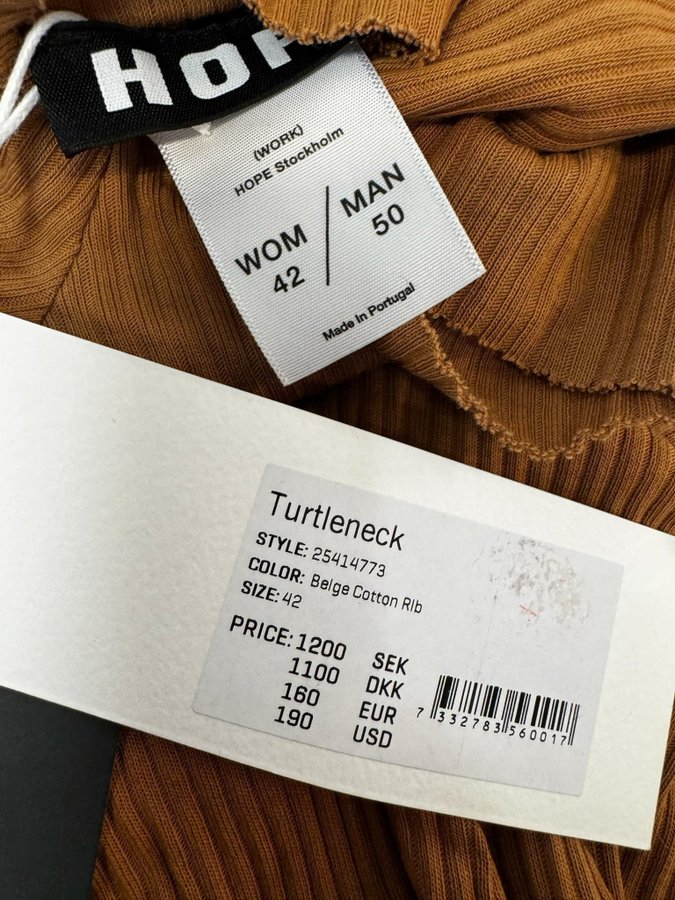 HOP
(WORK)
HOPE Stockholm
WOM / MAN
42 50
Made in Portugal
Turtleneck
STYLE: 25414773
COLOR: Beige Cotton Rib
SIZE: 42
PRICE: 1200 SEK
1100 DKK
160 EUR
190 USD
7 332783 560017